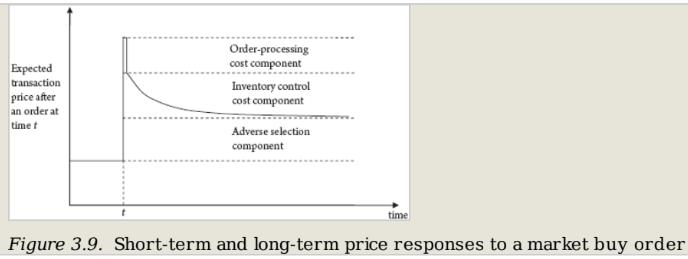 Order-processing
cost component
Expected
transaction
price after
an order at
time t
Inventory control
cost component
Adverse selection
component
t
time
Figure 3.9. Short-term and long-term price responses to a market buy order